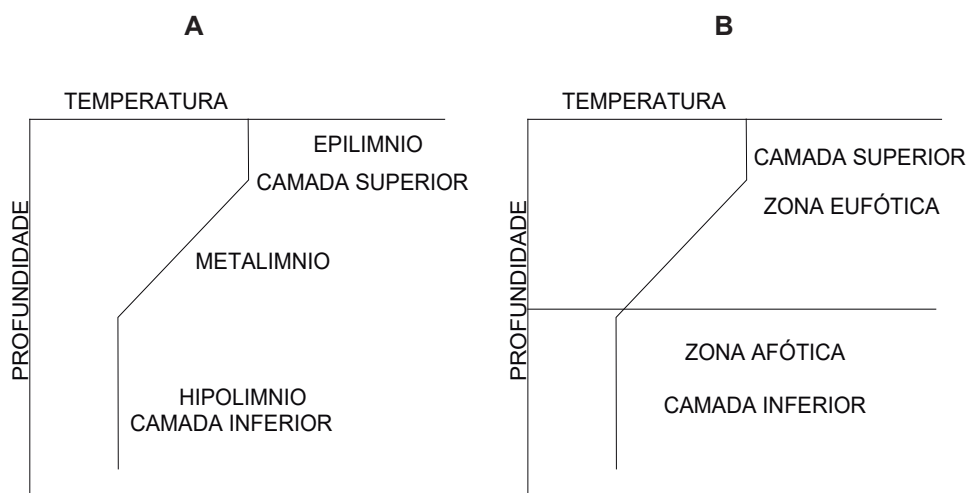 A
TEMPERATURA
EPILIMNIO
CAMADA SUPERIOR
METALIMNIO
PROFUNDIDADE
HIPOLIMNIO
CAMADA INFERIOR
B
TEMPERATURA
CAMADA SUPERIOR
ZONA EUFÓTICA
PROFUNDIDADE
ZONA AFÓTICA
CAMADA INFERIOR